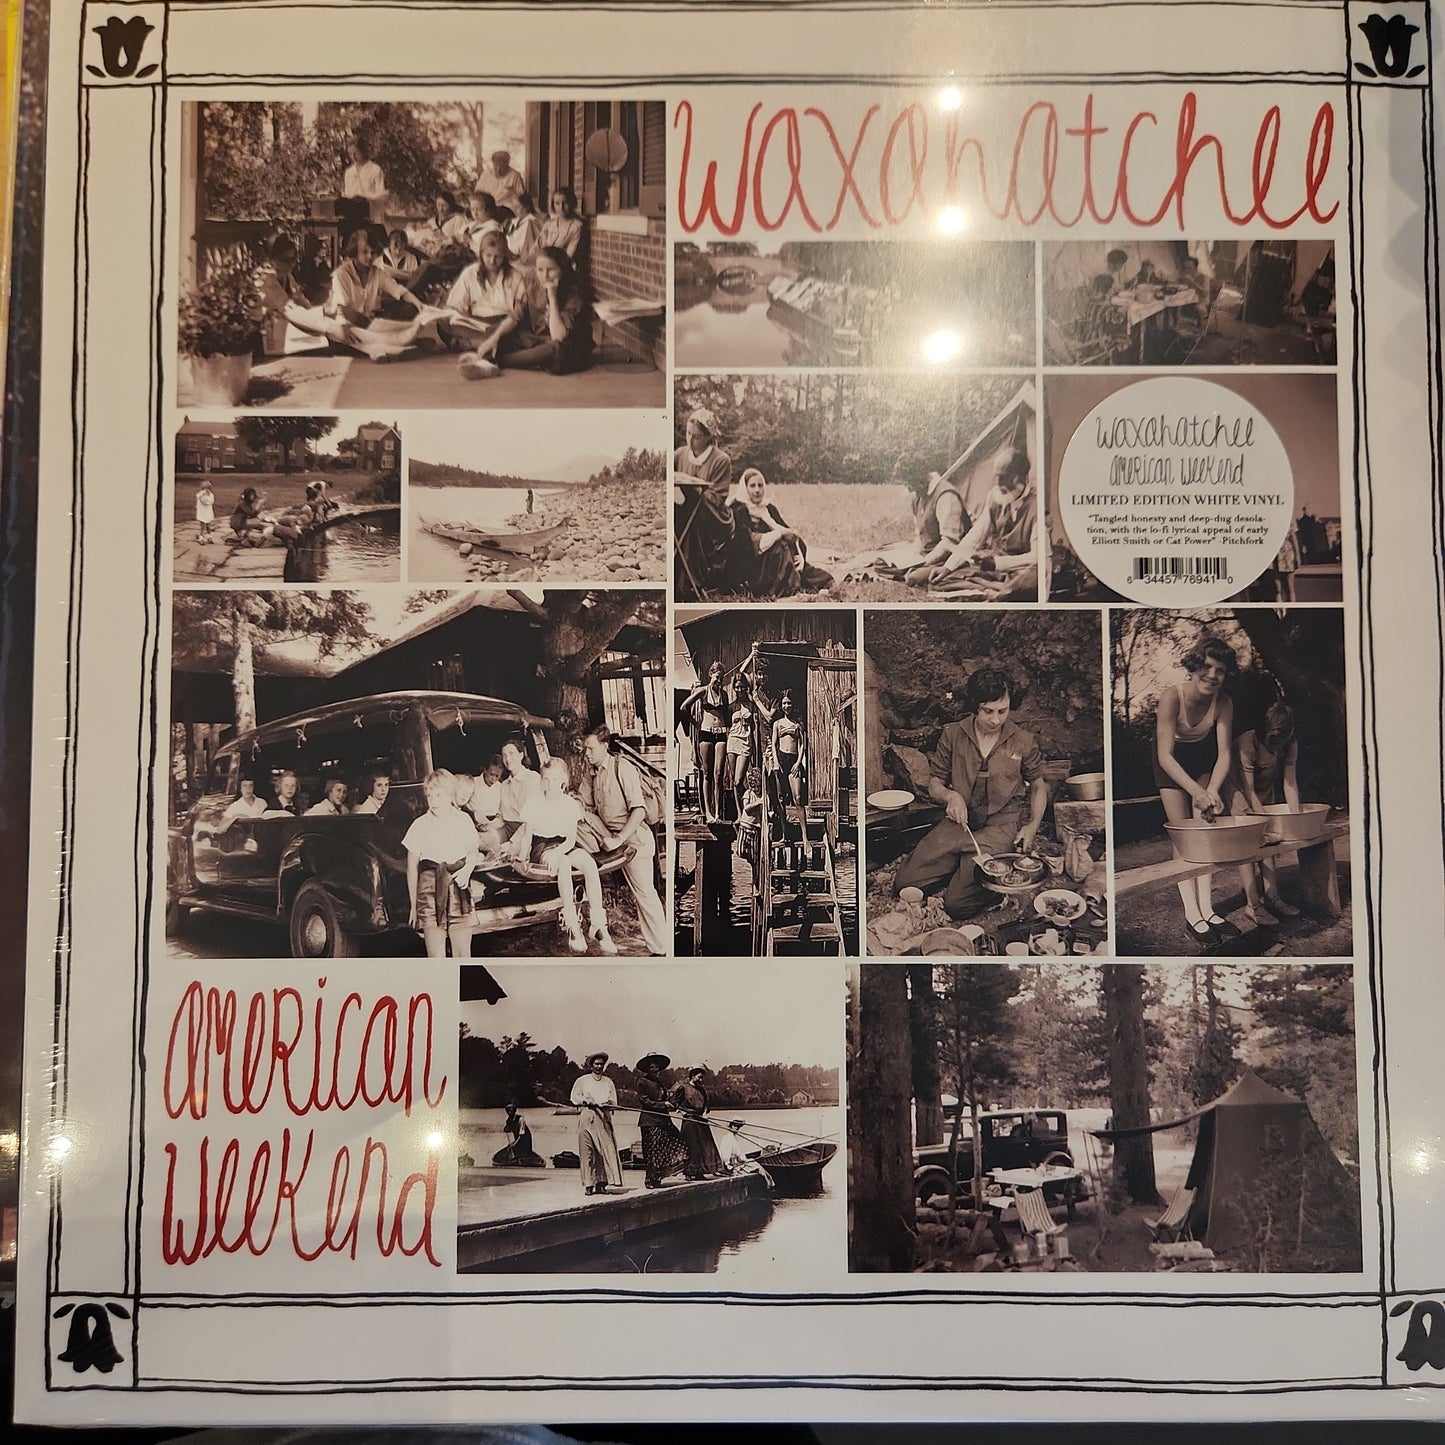 waxahatchee
waxahatchee
american weekend
LIMITED EDITION WHITE VINYL
"Tangled honesty and deep-dug desola-
tion, with the lo-fi lyrical appeal of early
Elliott Smith or Cat Power" -Pitchfork
6 34457 76941 0
american
weekend